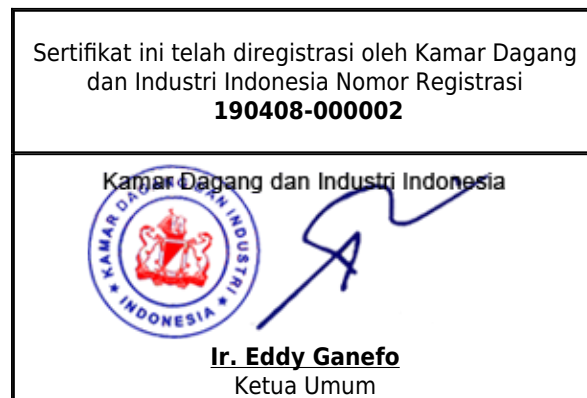 Sertifikat ini telah diregistrasi oleh Kamar Dagang
dan Industri Indonesia Nomor Registrasi
190408-000002
Kamar Dagang dan Industri Indonesia
KAMAR DAGANG DAN INDUSTRI
INDONESIA
Ir. Eddy Ganefo
Ketua Umum